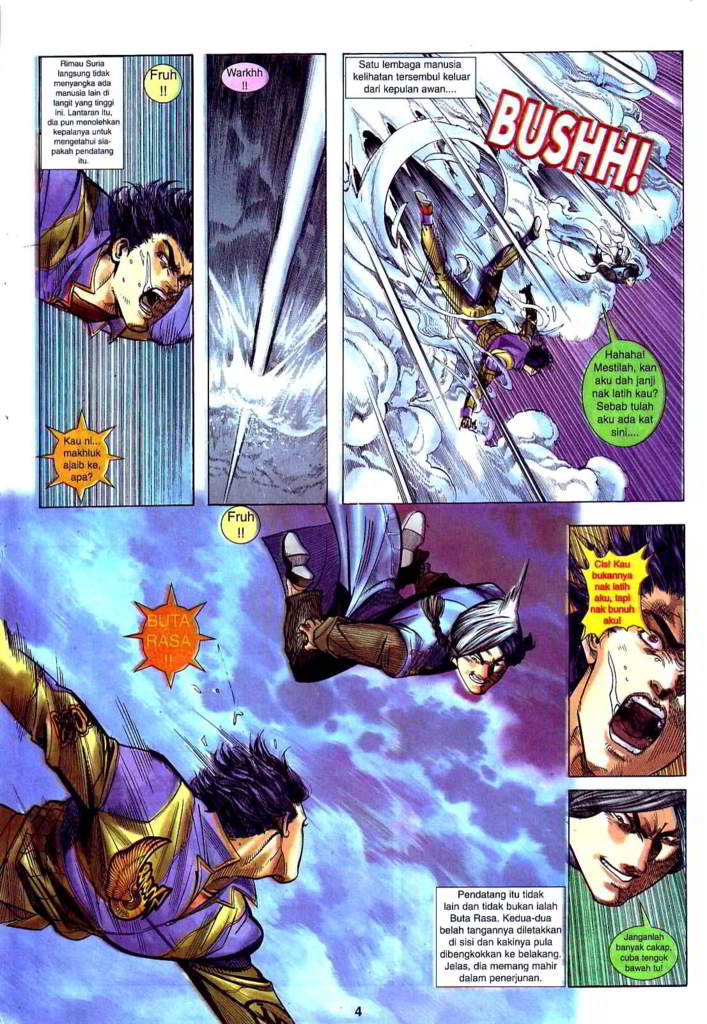 Rimau Suria
langsung tidak
menyangka ada
manusia lain di
langit yang tinggi
ini. Lantaran itu,
dia pun menolehkan
kepalanya untuk
mengetahui sia-
pakah pendatang
itu.
Fruh
!!
Kau ni...
makhluk
ajaib ke,
apa?
Warkhh
!!
Satu lembaga manusia
kelihatan tersembul keluar
dari kepulan awan....
BUSHH!
Hahaha!
Mestilah, kan
aku dah janji
nak latih kau?
Sebab tulah
aku ada kat
sini....
Fruh
!!
BUTA
RASA
!!
Cis! Kau
bukannya
nak latih
aku, tapi
nak bunuh
aku!
Pendatang itu tidak
lain dan tidak bukan ialah
Buta Rasa. Kedua-dua
belah tangannya diletakkan
di sisi dan kakinya pula
dibengkokkan ke belakang.
Jelas, dia memang mahir
dalam penerjunan.
Janganlah
banyak cakap,
cuba tengok
bawah tu!
4